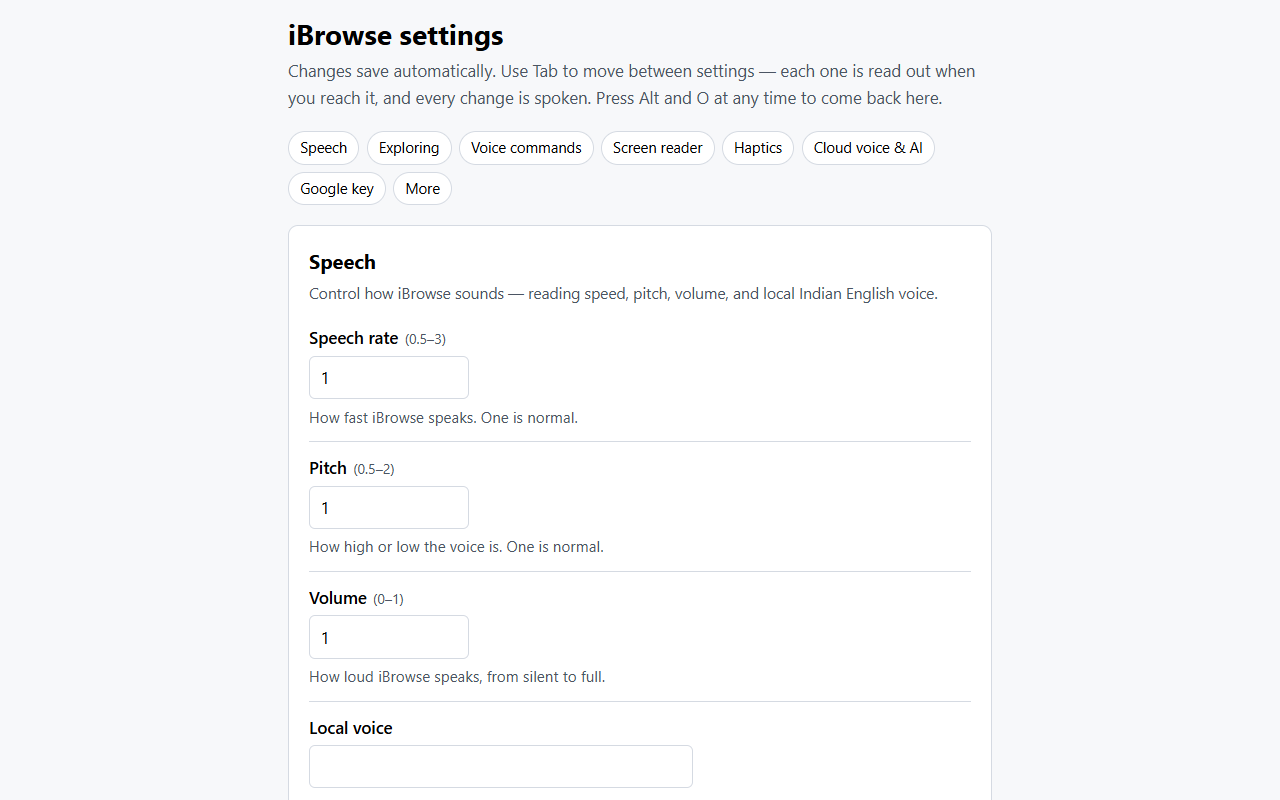 iBrowse settings
Changes save automatically. Use Tab to move between settings — each one is read out when
you reach it, and every change is spoken. Press Alt and O at any time to come back here.
Speech Exploring Voice commands Screen reader Haptics Cloud voice & AI
Google key More
Speech
Control how iBrowse sounds — reading speed, pitch, volume, and local Indian English voice.
Speech rate (0.5–3)
1
How fast iBrowse speaks. One is normal.
Pitch (0.5–2)
1
How high or low the voice is. One is normal.
Volume (0–1)
1
How loud iBrowse speaks, from silent to full.
Local voice